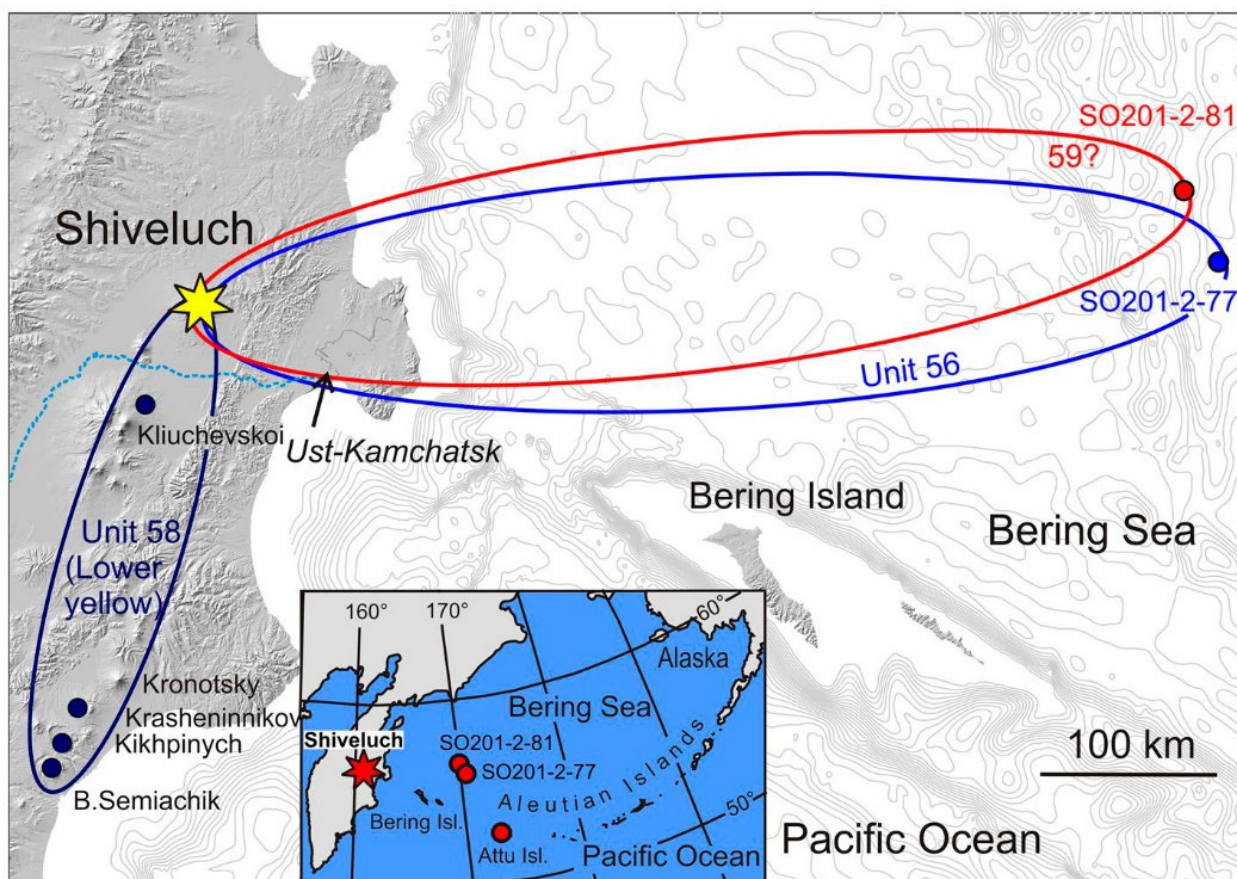 SO201-2-81
59?
Shiveluch
SO201-2-77
Unit 56
Kliuchevskoi
Ust-Kamchatsk
Bering Island
Bering Sea
Unit 58
(Lower
yellow)
Kronotsky
Krasheninnikov
Kikhpinych
B.Semiachik
100 km
Pacific Ocean
160°
170°
60°
Alaska
Bering Sea
Shiveluch
SO201-2-81
SO201-2-77
Aleutian Islands
Bering Isl.
50°
Attu Isl.
Pacific Ocean